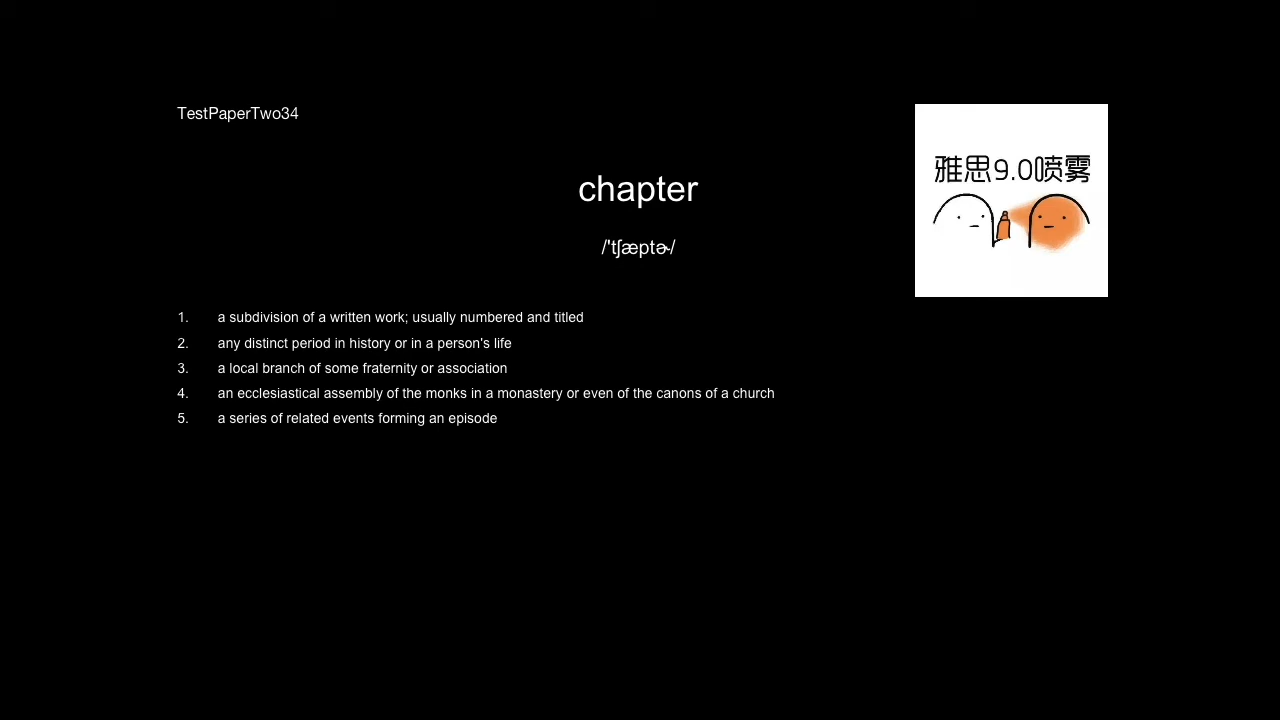 TestPaperTwo34
雅思9.0喷雾
chapter
/'tʃæptɚ/
1. a subdivision of a written work; usually numbered and titled
2. any distinct period in history or in a person's life
3. a local branch of some fraternity or association
4. an ecclesiastical assembly of the monks in a monastery or even of the canons of a church
5. a series of related events forming an episode